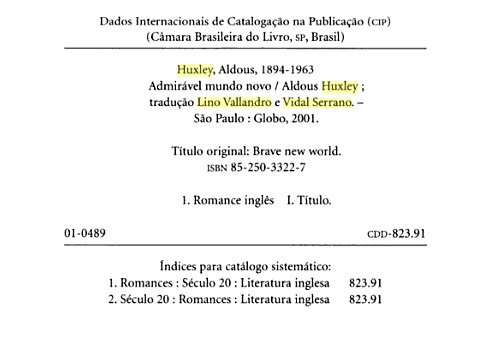 Dados Internacionais de Catalogação na Publicação (CIP)
(Câmara Brasileira do Livro, SP, Brasil)
Huxley, Aldous, 1894-1963
Admirável mundo novo / Aldous Huxley ;
tradução Lino Vallandro e Vidal Serrano. –
São Paulo : Globo, 2001.
Título original: Brave new world.
ISBN 85-250-3322-7
1. Romance inglês I. Título.
01-0489 CDD-823.91
Índices para catálogo sistemático:
1. Romances : Século 20 : Literatura inglesa 823.91
2. Século 20 : Romances : Literatura inglesa 823.91